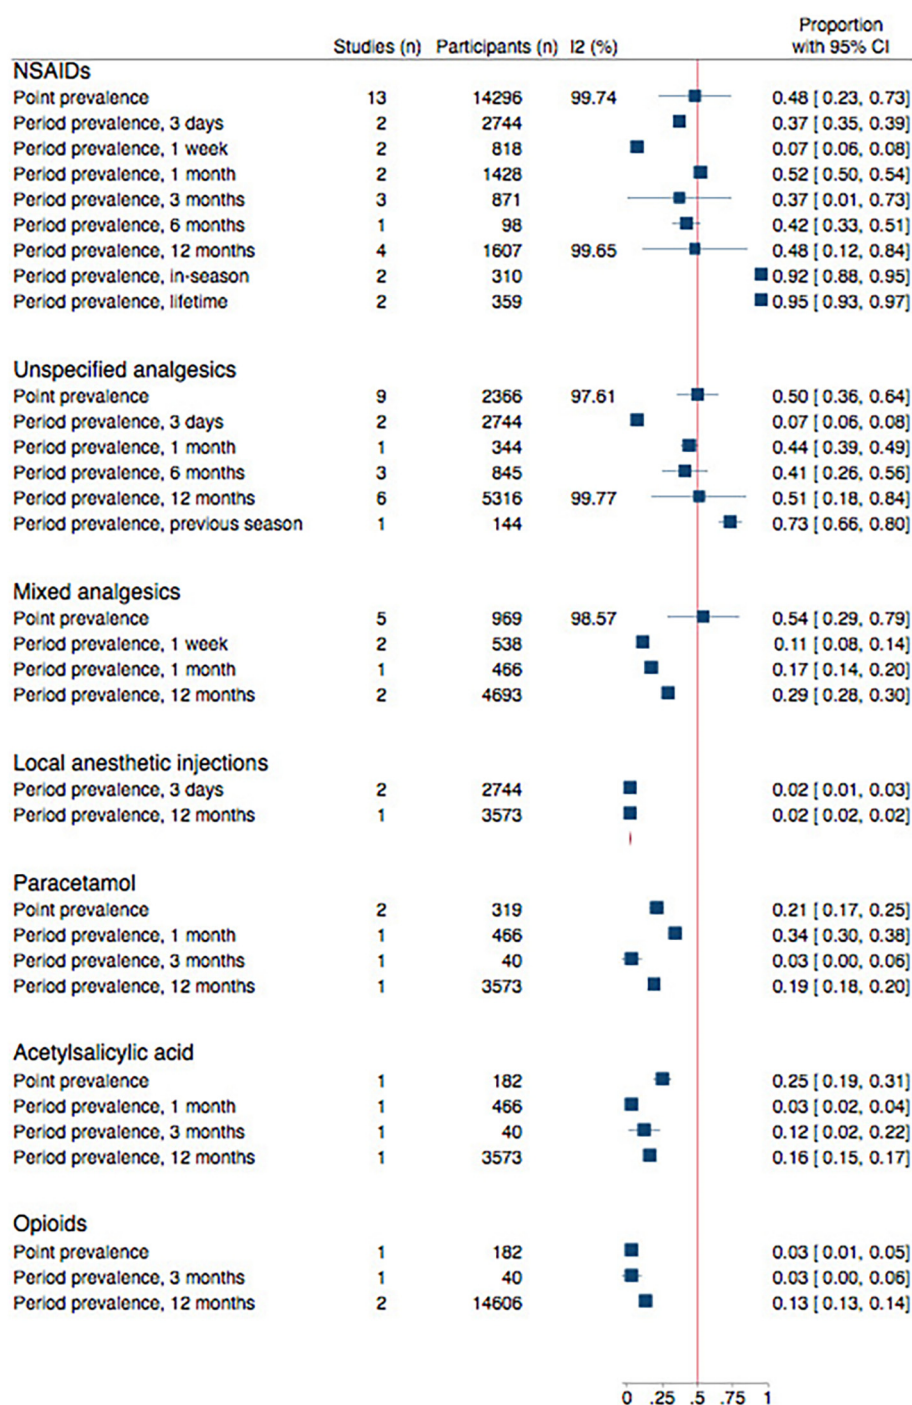 Proportion
Studies (n) Participants (n) I2 (%) with 95% CI
NSAIDs
Point prevalence 13 14296 99.74 0.48 [ 0.23, 0.73]
Period prevalence, 3 days 2 2744 0.37 [ 0.35, 0.39]
Period prevalence, 1 week 2 818 0.07 [ 0.06, 0.08]
Period prevalence, 1 month 2 1428 0.52 [ 0.50, 0.54]
Period prevalence, 3 months 3 871 0.37 [ 0.01, 0.73]
Period prevalence, 6 months 1 98 0.42 [ 0.33, 0.51]
Period prevalence, 12 months 4 1607 99.65 0.48 [ 0.12, 0.84]
Period prevalence, in-season 2 310 0.92 [ 0.88, 0.95]
Period prevalence, lifetime 2 359 0.95 [ 0.93, 0.97]
Unspecified analgesics
Point prevalence 9 2366 97.61 0.50 [ 0.36, 0.64]
Period prevalence, 3 days 2 2744 0.07 [ 0.06, 0.08]
Period prevalence, 1 month 1 344 0.44 [ 0.39, 0.49]
Period prevalence, 6 months 3 845 0.41 [ 0.26, 0.56]
Period prevalence, 12 months 6 5316 99.77 0.51 [ 0.18, 0.84]
Period prevalence, previous season 1 144 0.73 [ 0.66, 0.80]
Mixed analgesics
Point prevalence 5 969 98.57 0.54 [ 0.29, 0.79]
Period prevalence, 1 week 2 538 0.11 [ 0.08, 0.14]
Period prevalence, 1 month 1 466 0.17 [ 0.14, 0.20]
Period prevalence, 12 months 2 4693 0.29 [ 0.28, 0.30]
Local anesthetic injections
Period prevalence, 3 days 2 2744 0.02 [ 0.01, 0.03]
Period prevalence, 12 months 1 3573 0.02 [ 0.02, 0.02]
Paracetamol
Point prevalence 2 319 0.21 [ 0.17, 0.25]
Period prevalence, 1 month 1 466 0.34 [ 0.30, 0.38]
Period prevalence, 3 months 1 40 0.03 [ 0.00, 0.06]
Period prevalence, 12 months 1 3573 0.19 [ 0.18, 0.20]
Acetylsalicylic acid
Point prevalence 1 182 0.25 [ 0.19, 0.31]
Period prevalence, 1 month 1 466 0.03 [ 0.02, 0.04]
Period prevalence, 3 months 1 40 0.12 [ 0.02, 0.22]
Period prevalence, 12 months 1 3573 0.16 [ 0.15, 0.17]
Opioids
Point prevalence 1 182 0.03 [ 0.01, 0.05]
Period prevalence, 3 months 1 40 0.03 [ 0.00, 0.06]
Period prevalence, 12 months 2 14606 0.13 [ 0.13, 0.14]
0 .25 .5 .75 1